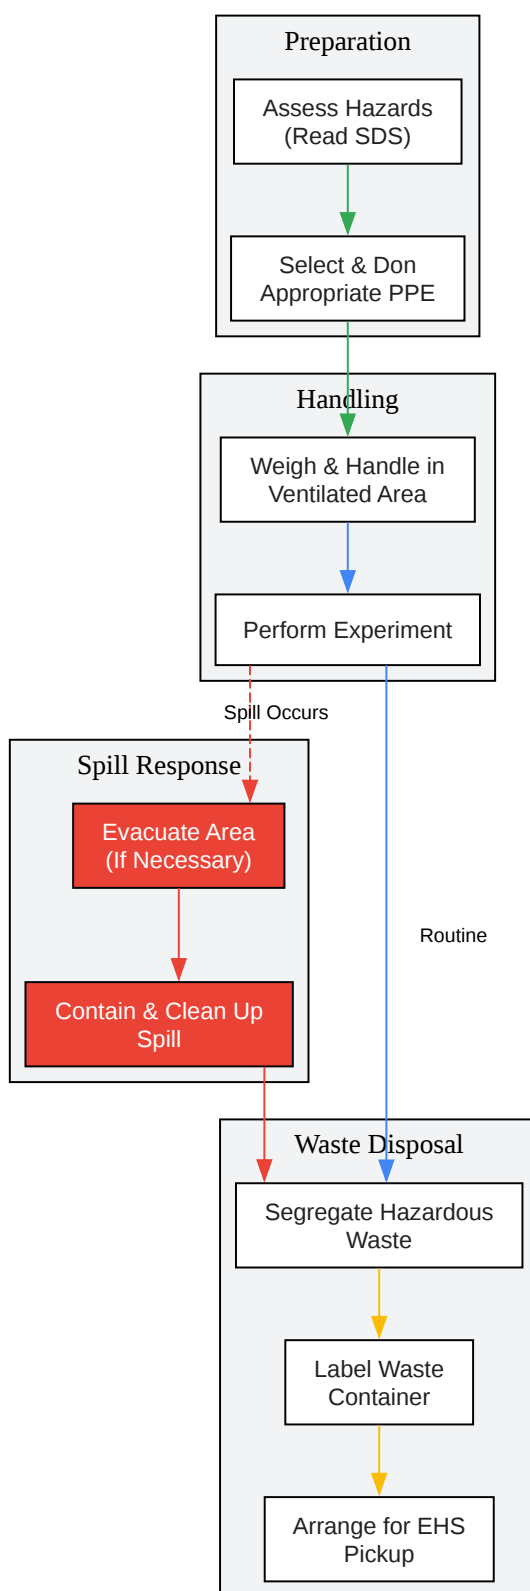 Preparation
Assess Hazards
(Read SDS)
Select & Don
Appropriate PPE
Handling
Weigh & Handle in
Ventilated Area
Perform Experiment
Spill Occurs
Spill Response
Evacuate Area
(If Necessary)
Routine
Contain & Clean Up
Spill
Waste Disposal
Segregate Hazardous
Waste
Label Waste
Container
Arrange for EHS
Pickup